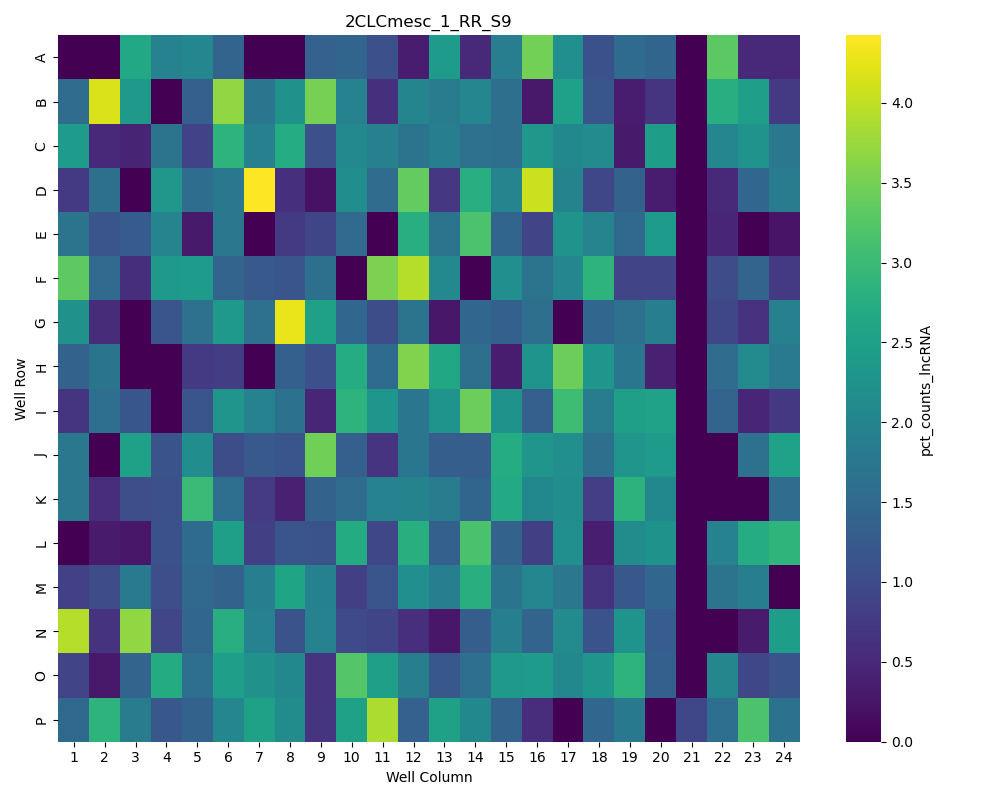 2CLCmesc_1_RR_S9
Well Row
A
B
C
D
E
F
G
H
I
J
K
L
M
N
O
P
1 2 3 4 5 6 7 8 9 10 11 12 13 14 15 16 17 18 19 20 21 22 23 24
Well Column
4.0
3.5
3.0
2.5
2.0
1.5
1.0
0.5
0.0
pct_counts_lncRNA